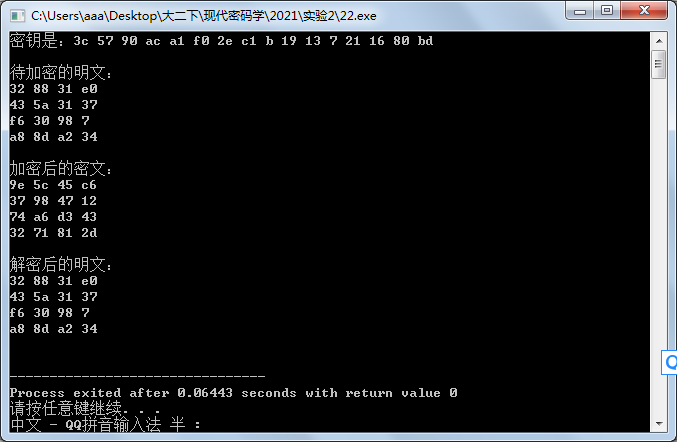 C:\Users\aaa\Desktop\大二下\现代密码学\2021\实验2\22.exe
密钥是: 3c 57 90 ac a1 f0 2e c1 b 19 13 7 21 16 80 bd
待加密的明文:
32 88 31 e0
43 5a 31 37
f6 30 98 7
a8 8d a2 34
加密后的密文:
9e 5c 45 c6
37 98 47 12
74 a6 d3 43
32 71 81 2d
解密后的明文:
32 88 31 e0
43 5a 31 37
f6 30 98 7
a8 8d a2 34
--------------------------------
Process exited after 0.06443 seconds with return value 0
请按任意键继续. . .
中文 - QQ拼音输入法 半 :